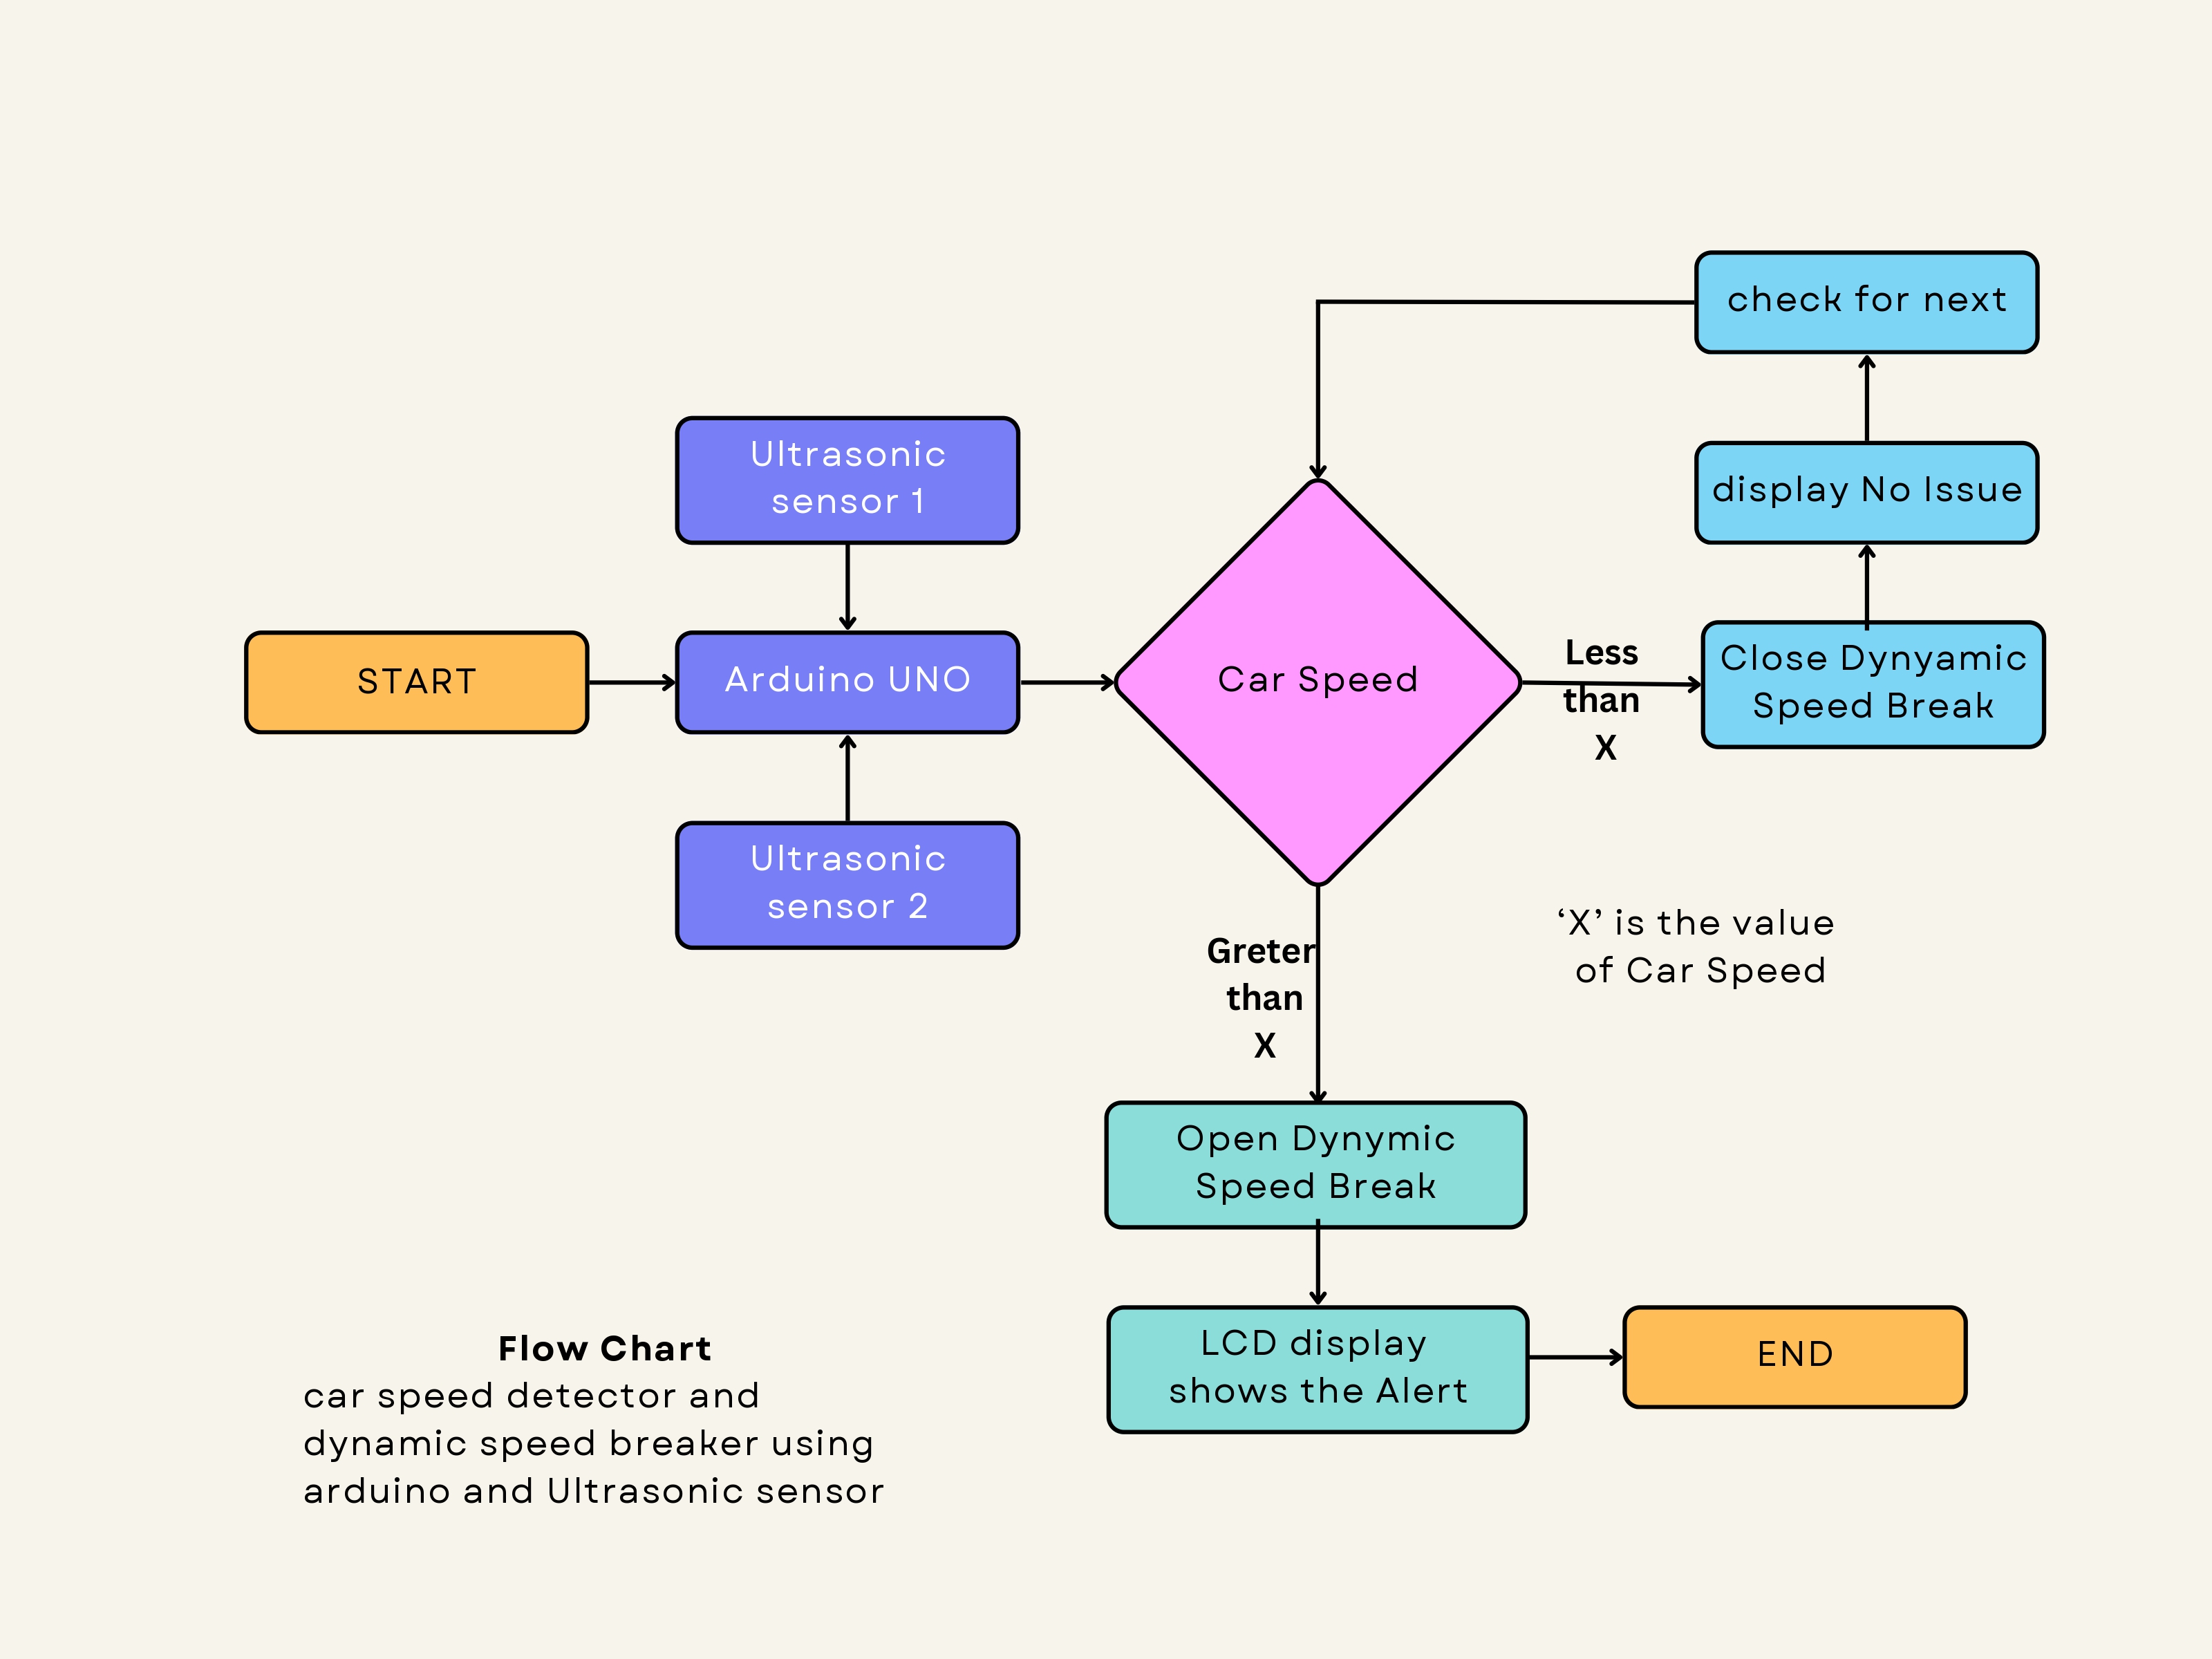 check for next
Ultrasonic
sensor 1
display No Issue
START
Arduino UNO
Car Speed
Less
than
X
Close Dynyamic
Speed Break
Ultrasonic
sensor 2
Greter
than
X
‘X’ is the value
of Car Speed
Open Dynymic
Speed Break
LCD display
shows the Alert
END
Flow Chart
car speed detector and
dynamic speed breaker using
arduino and Ultrasonic sensor